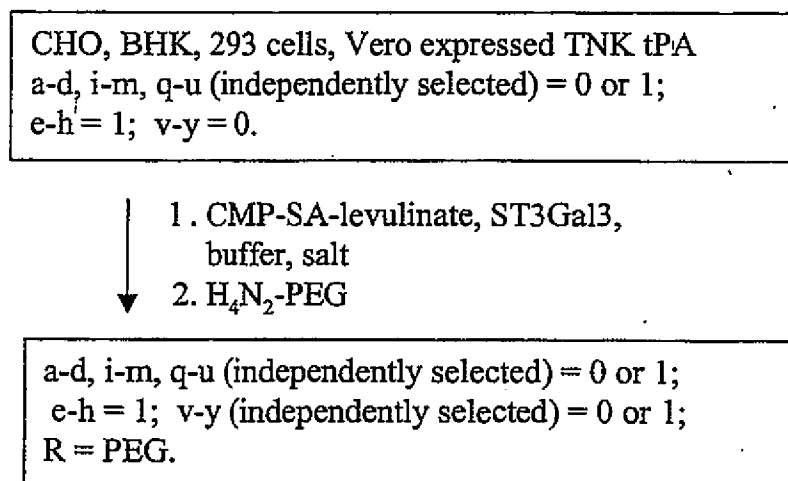 CHO, BHK, 293 cells, Vero expressed TNK tPA
a-d, i-m, q-u (independently selected) = 0 or 1;
e-h = 1; v-y = 0.
1. CMP-SA-levulinate, ST3Gal3,
buffer, salt
2. H₄N₂-PEG
a-d, i-m, q-u (independently selected) = 0 or 1;
e-h = 1; v-y (independently selected) = 0 or 1;
R = PEG.